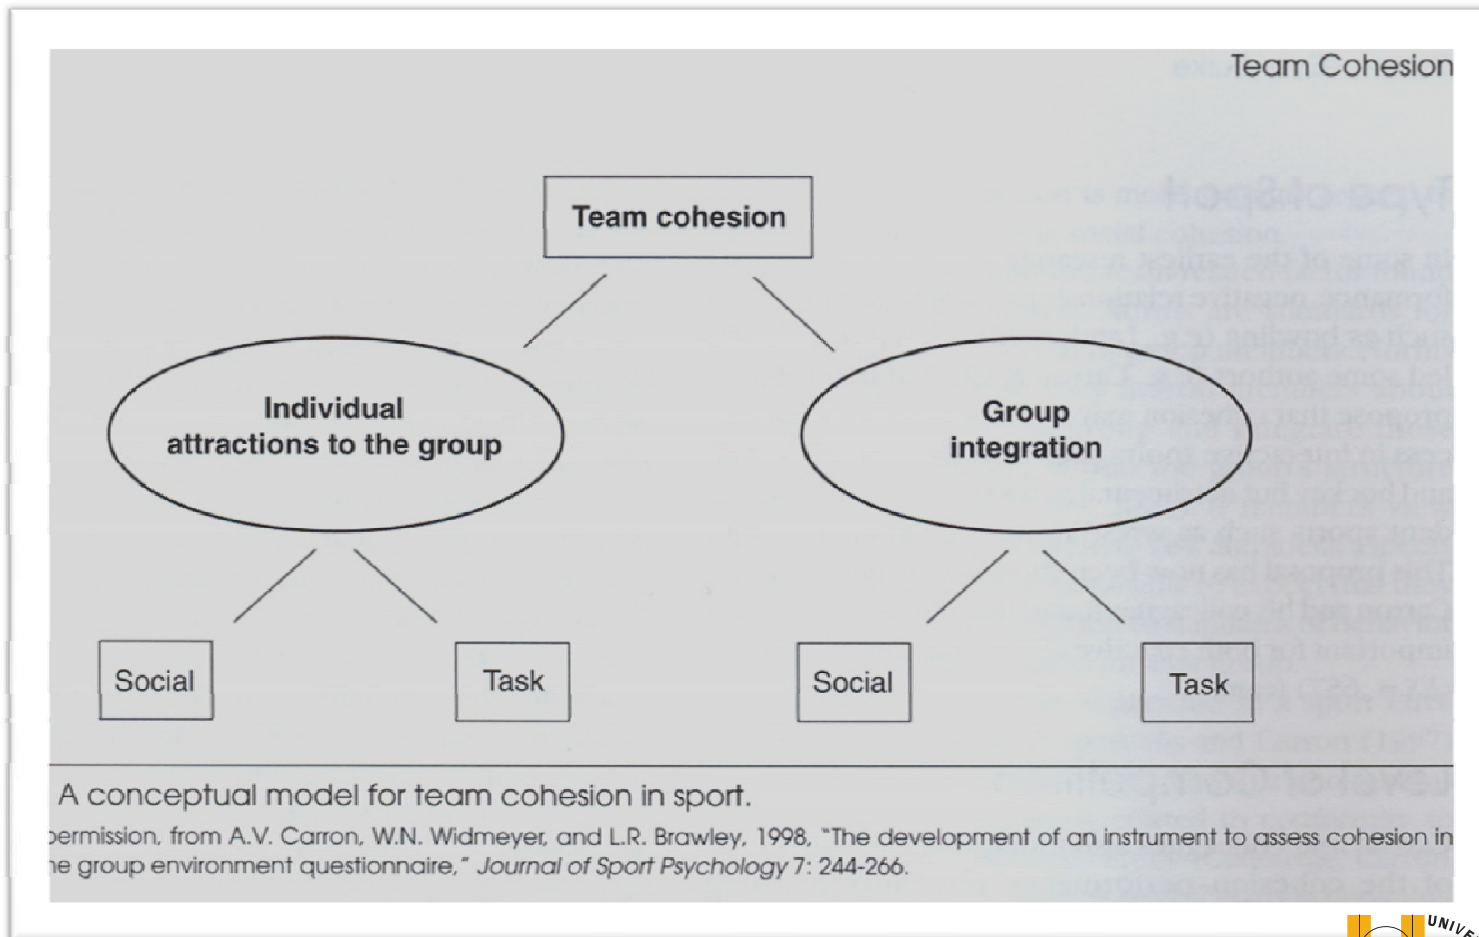 Team Cohesion
Team cohesion
Individual
attractions to the group
Group
integration
Social
Task
Social
Task
A conceptual model for team cohesion in sport.
permission, from A.V. Carron, W.N. Widmeyer, and L.R. Brawley, 1998, “The development of an instrument to assess cohesion in
group environment questionnaire,” Journal of Sport Psychology 7: 244-266.